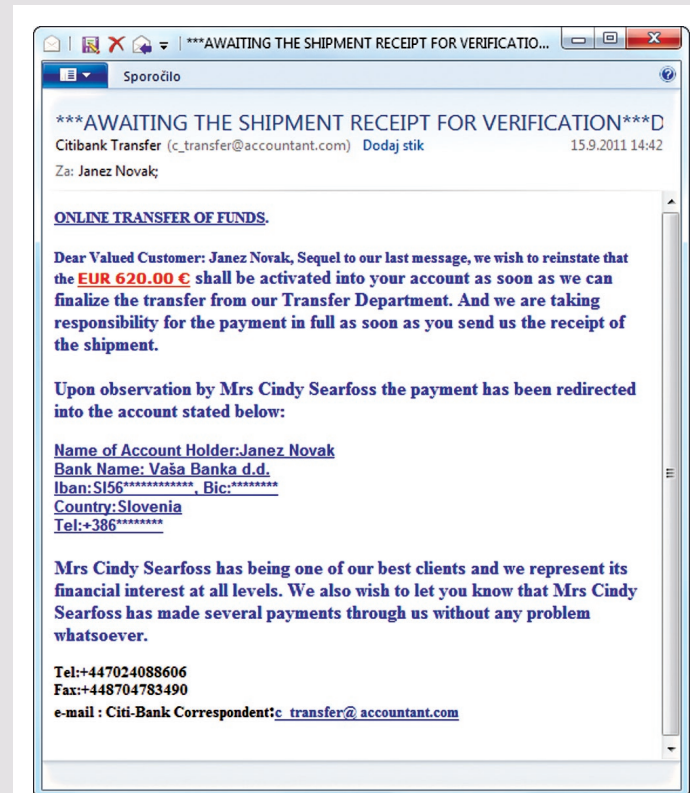 ***AWAITING THE SHIPMENT RECEIPT FOR VERIFICATIO...
Sporočilo
***AWAITING THE SHIPMENT RECEIPT FOR VERIFICATION***D
Citibank Transfer (c_transfer@accountant.com) Dodaj stik 15.9.2011 14:42
Za: Janez Novak;
ONLINE TRANSFER OF FUNDS.
Dear Valued Customer: Janez Novak, Sequel to our last message, we wish to reinstate that
the EUR 620.00 € shall be activated into your account as soon as we can
finalize the transfer from our Transfer Department. And we are taking
responsibility for the payment in full as soon as you send us the receipt of
the shipment.
Upon observation by Mrs Cindy Searfoss the payment has been redirected
into the account stated below:
Name of Account Holder:Janez Novak
Bank Name: Vaša Banka d.d.
Iban:SI56************, Bic:********
Country:Slovenia
Tel:+386********
Mrs Cindy Searfoss has being one of our best clients and we represent its
financial interest at all levels. We also wish to let you know that Mrs Cindy
Searfoss has made several payments through us without any problem
whatsoever.
Tel:+447024088606
Fax:+448704783490
e-mail : Citi-Bank Correspondent:c_transfer@ accountant.com